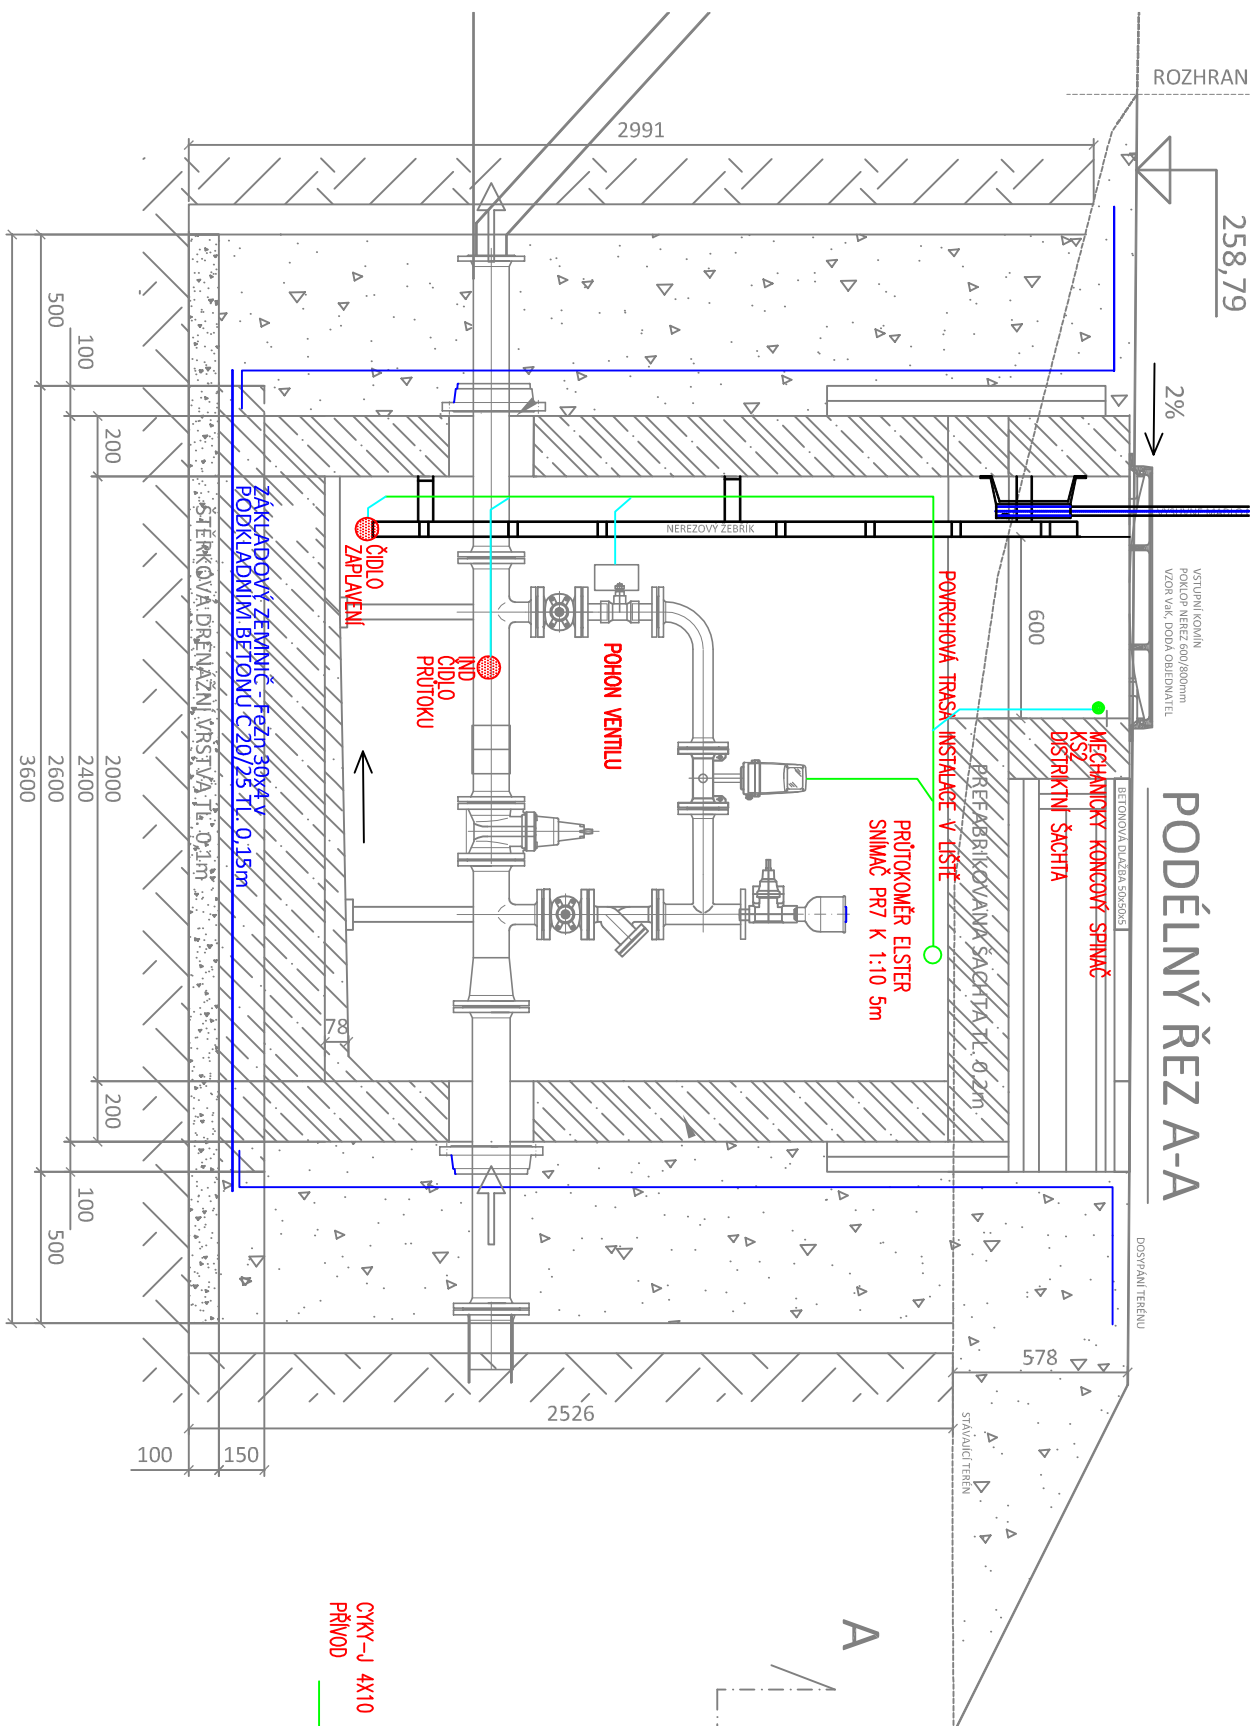 PODÉLNÝ ŘEZ A-A
ROZHRAN
258,79
2%
VSTUPNÍ KOMÍN
POKLOP NEREZ 600/800mm
VZOR VaK, DODÁ OBJEDNATEL
DOSYPÁNÍ TERÉNU
BETONOVÁ DLAŽBA 50x50x5
MECHANICKÝ KONCOVÝ SPINAČ
KS2
DISTRIKTNÍ ŠACHTA
600
578
STÁVAJÍCÍ TERÉN
PREFABRIKOVANÁ ŠACHTA TL. 0,2m
POVRCHOVÁ TRASA INSTALACE V LIŠTĚ
PRŮTOKOMĚR ELSTER
SNÍMAČ PR7 K 1:10 5m
NEREZOVÝ ŽEBŘÍK
2991
POHON VENTILU
IND
ČIDLO
PRŮTOKU
ČIDLO
ZAPLAVENÍ
2526
78
ZÁKLADOVÝ ZEMNIČ - FeZn 30x4 v
PODKLADNÍM BETONU C 20/25 TL. 0,15m
ŠTĚRKOVÁ DRENÁŽNÍ VRSTVA TL. 0,1m
150
100
200
2000
200
100
2400
100
500
2600
500
3600
A
CYKY-J 4X10
PŘÍVOD